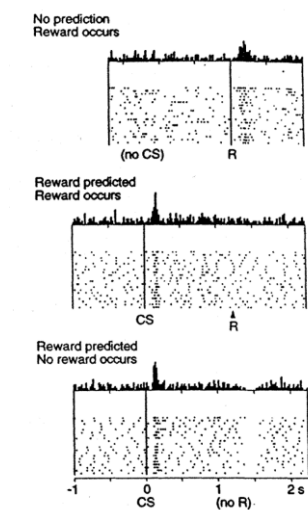 No prediction
Reward occurs
(no CS) R
Reward predicted
Reward occurs
CS R
Reward predicted
No reward occurs
-1 0 1 2 s
CS (no R)